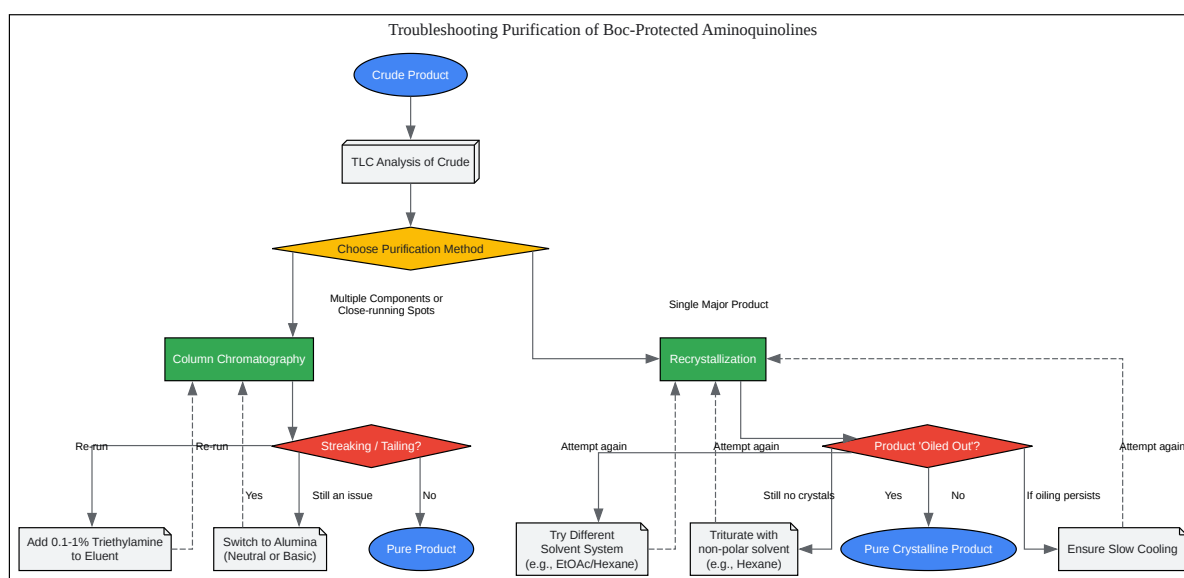 Troubleshooting Purification of Boc-Protected Aminoquinolines
Crude Product
TLC Analysis of Crude
Choose Purification Method
Multiple Components or
Close-running Spots
Single Major Product
Column Chromatography
Recrystallization
Re-run
Re-run
Streaking / Tailing?
Attempt again
Attempt again
Product 'Oiled Out'?
Attempt again
Yes
Still an issue
No
Still no crystals
Yes
No
If oiling persists
Add 0.1-1% Triethylamine
to Eluent
Switch to Alumina
(Neutral or Basic)
Pure Product
Try Different
Solvent System
(e.g., EtOAc/Hexane)
Triturate with
non-polar solvent
(e.g., Hexane)
Pure Crystalline Product
Ensure Slow Cooling